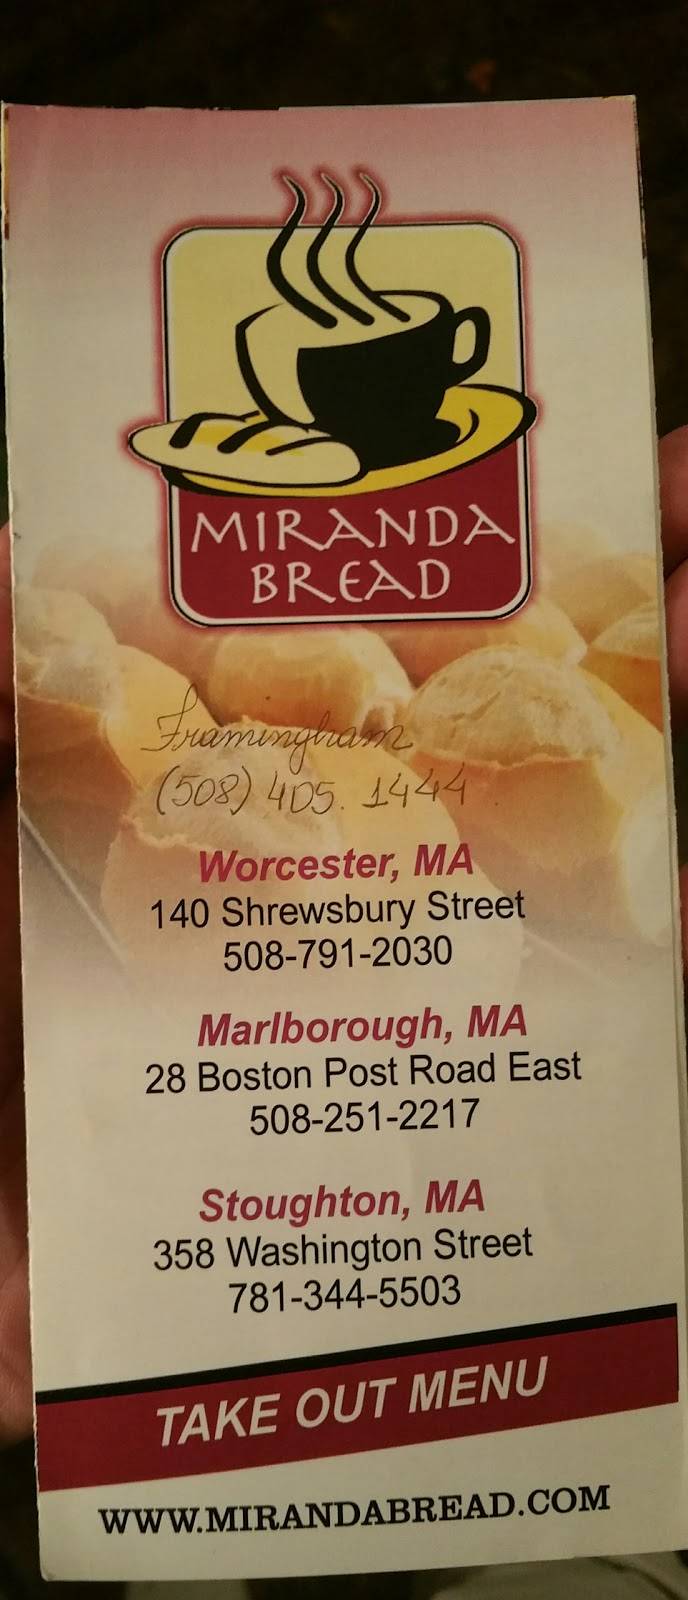 MIRANDA
BREAD
Framingham
(508) 405. 1444.
Worcester, MA
140 Shrewsbury Street
508-791-2030
Marlborough, MA
28 Boston Post Road East
508-251-2217
Stoughton, MA
358 Washington Street
781-344-5503
TAKE OUT MENU
WWW.MIRANDABREAD.COM